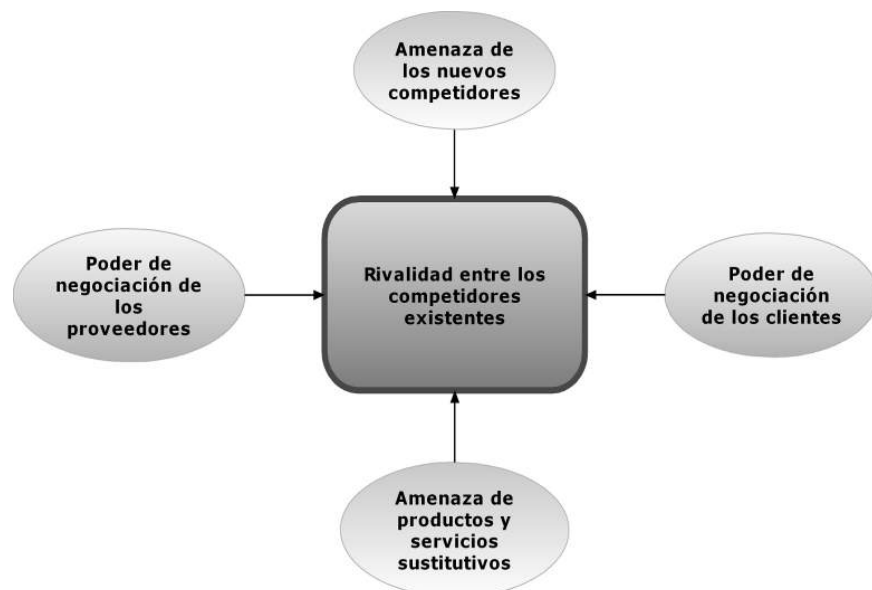 Amenaza de
los nuevos
competidores
Poder de
negociación de
los
proveedores
Rivalidad entre los
competidores
existentes
Poder de
negociación
de los clientes
Amenaza de
productos y
servicios
sustitutivos